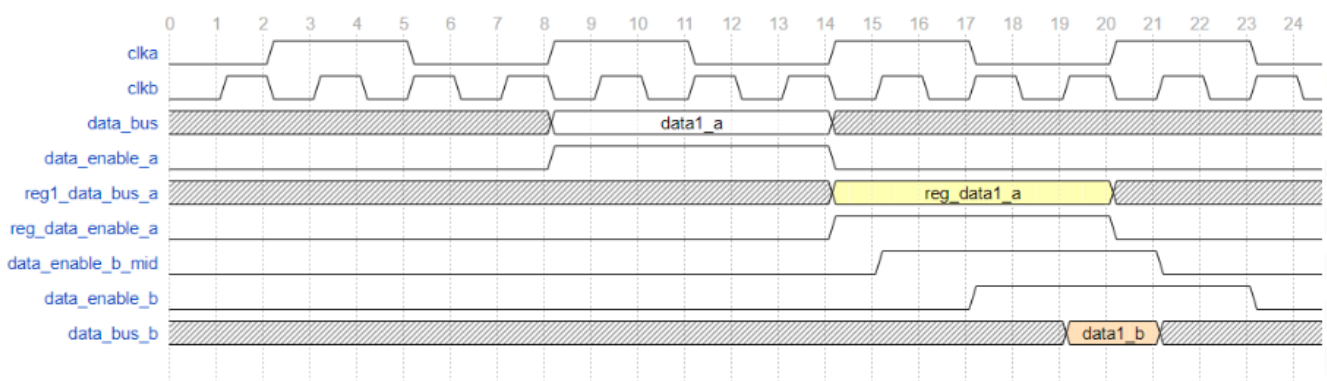 0 1 2 3 4 5 6 7 8 9 10 11 12 13 14 15 16 17 18 19 20 21 22 23 24
clka
clkb
data_bus data1_a
data_enable_a
reg1_data_bus_a reg_data1_a
reg_data_enable_a
data_enable_b_mid
data_enable_b
data_bus_b data1_b